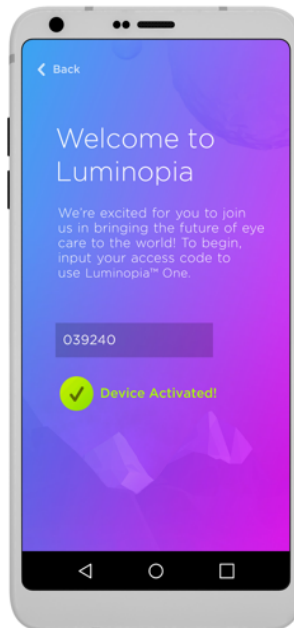 Back
Welcome to
Luminopia
We're excited for you to join
us in bringing the future of eye
care to the world! To begin,
input your access code to
use Luminopia™ One.
039240
Device Activated!